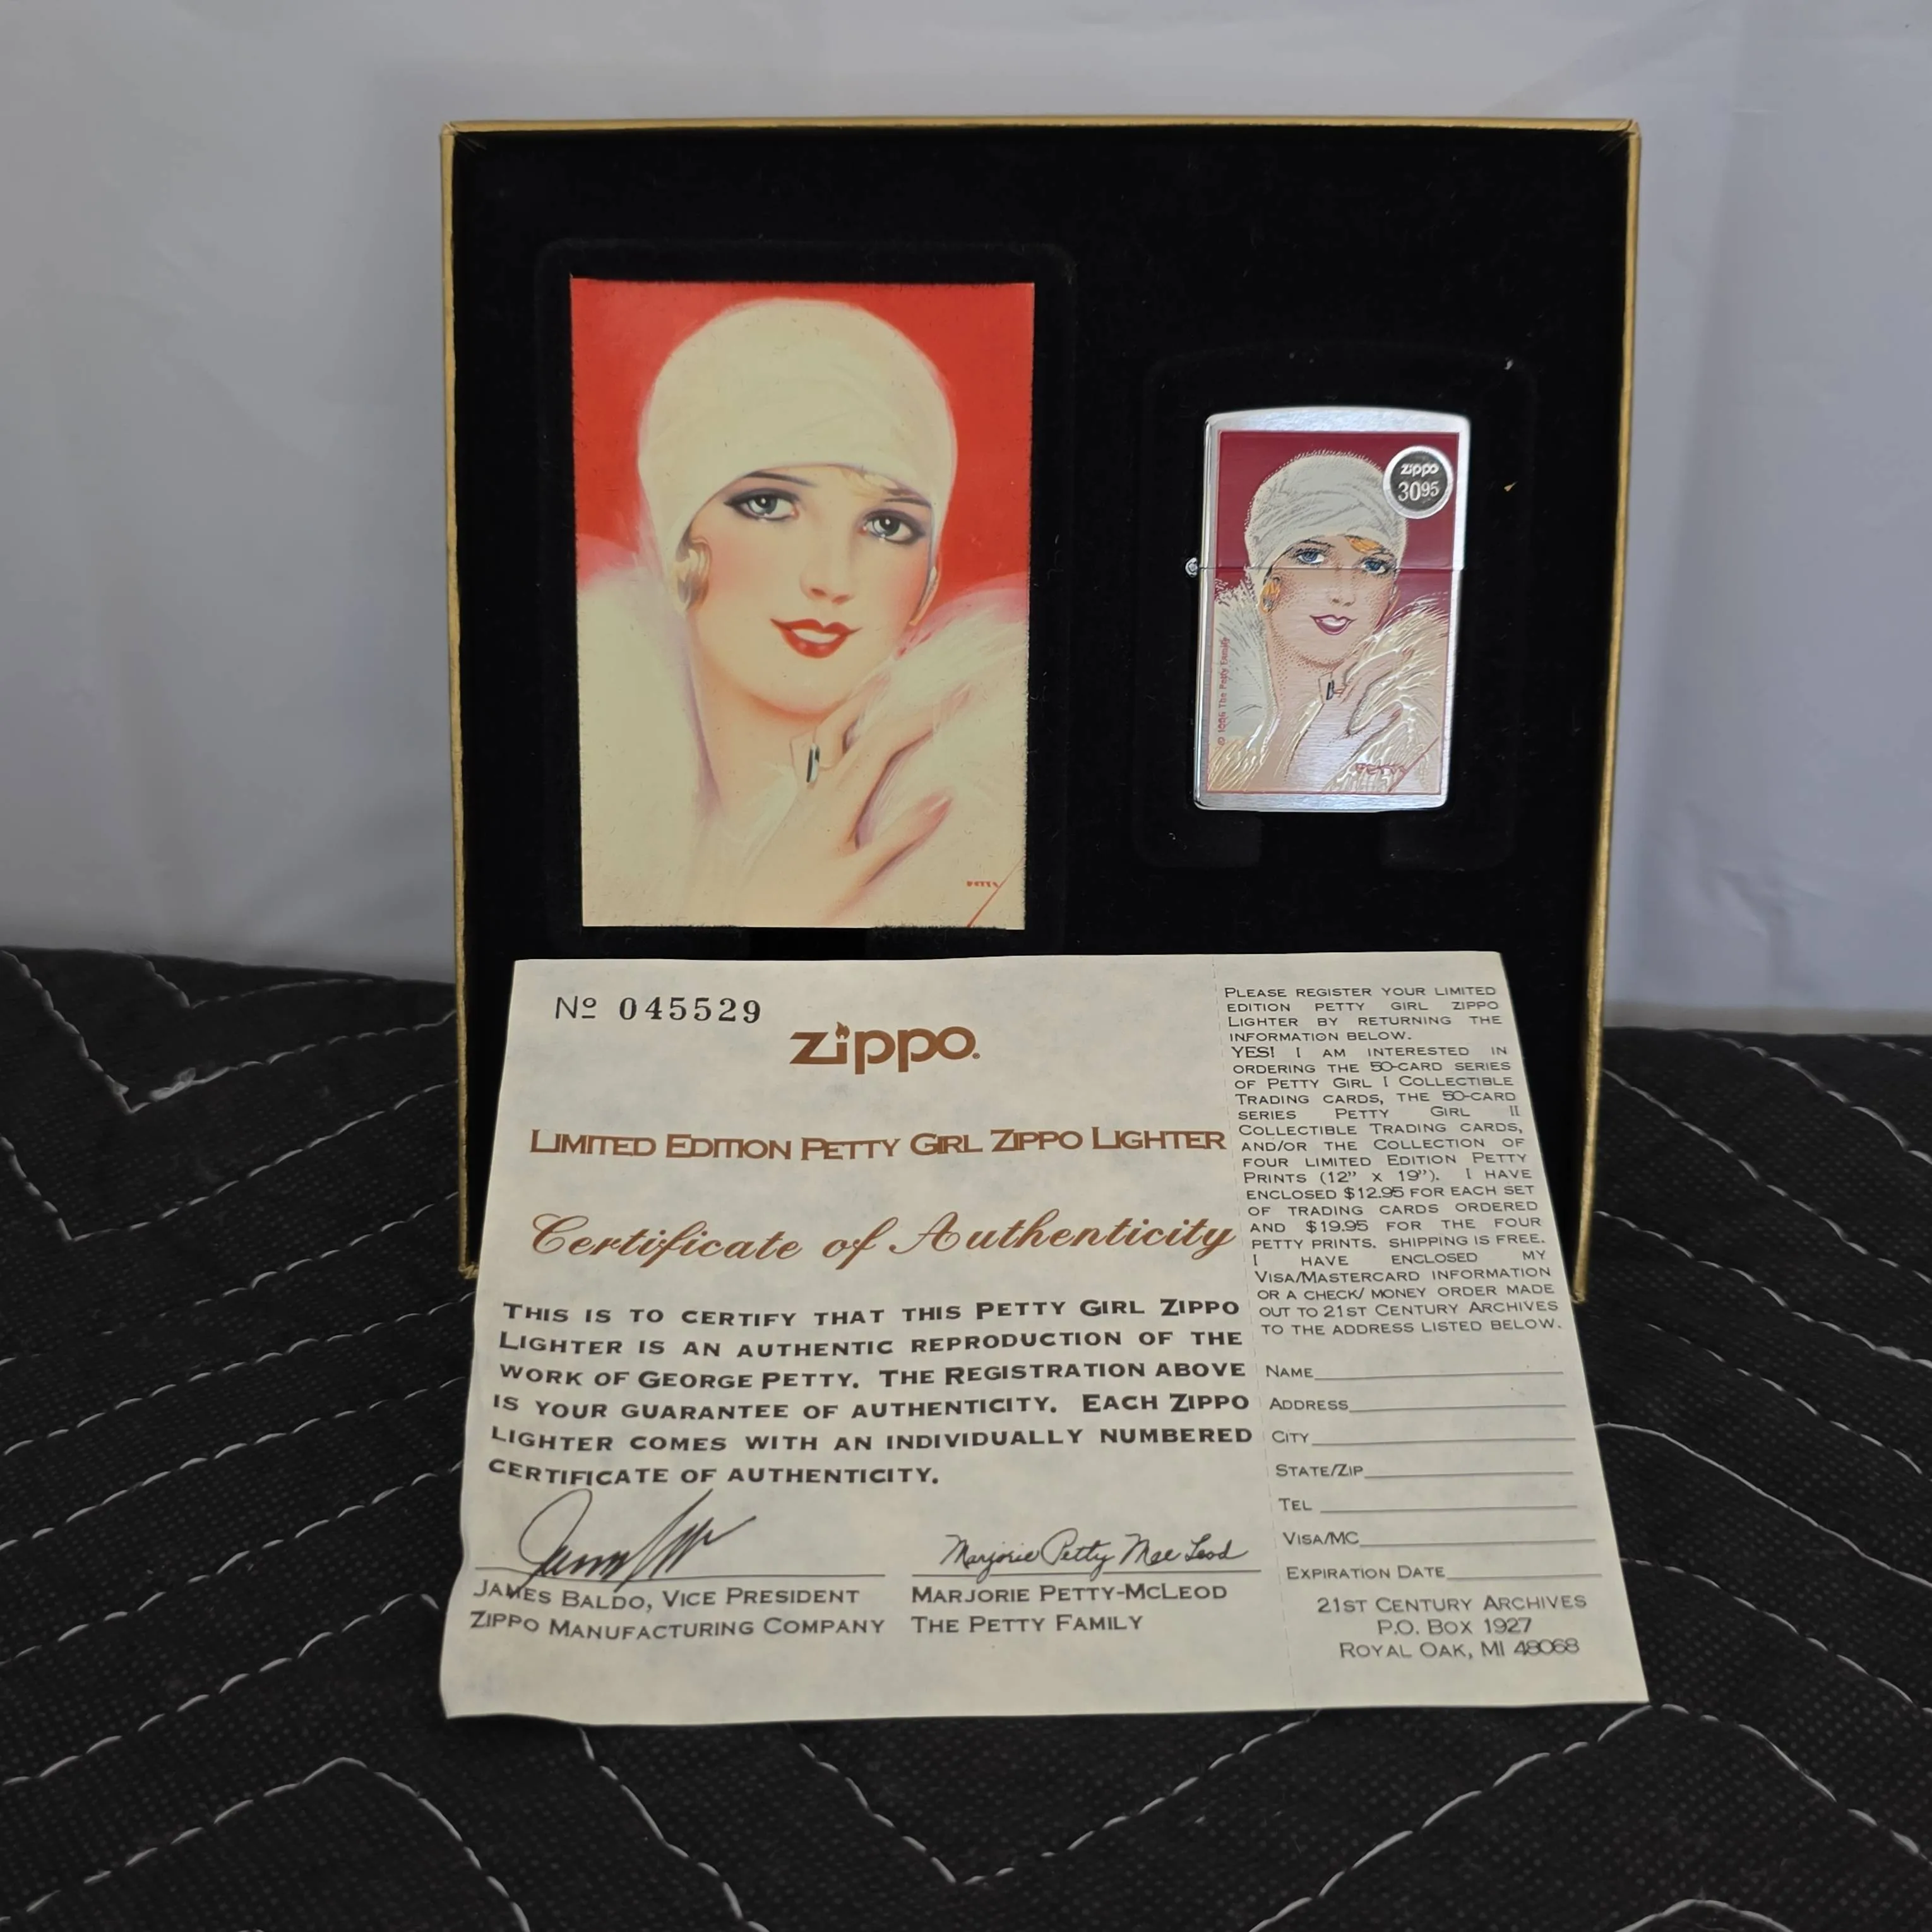 PETTY
zippo
3095
© 1996 The Petty Family
PETTY
Nº 045529
zippo.
LIMITED EDITION PETTY GIRL ZIPPO LIGHTER
Certificate of Authenticity
THIS IS TO CERTIFY THAT THIS PETTY GIRL ZIPPO
LIGHTER IS AN AUTHENTIC REPRODUCTION OF THE
WORK OF GEORGE PETTY. THE REGISTRATION ABOVE
IS YOUR GUARANTEE OF AUTHENTICITY. EACH ZIPPO
LIGHTER COMES WITH AN INDIVIDUALLY NUMBERED
CERTIFICATE OF AUTHENTICITY.
Marjorie Petty Mac Leod
JAMES BALDO, VICE PRESIDENT
ZIPPO MANUFACTURING COMPANY
MARJORIE PETTY-MCLEOD
THE PETTY FAMILY
PLEASE REGISTER YOUR LIMITED
EDITION PETTY GIRL ZIPPO
LIGHTER BY RETURNING THE
INFORMATION BELOW.
YES! I AM INTERESTED IN
ORDERING THE 50-CARD SERIES
OF PETTY GIRL I COLLECTIBLE
TRADING CARDS, THE 50-CARD
SERIES PETTY GIRL II
COLLECTIBLE TRADING CARDS,
AND/OR THE COLLECTION OF
FOUR LIMITED EDITION PETTY
PRINTS (12" X 19"). I HAVE
ENCLOSED $12.95 FOR EACH SET
OF TRADING CARDS ORDERED
AND $19.95 FOR THE FOUR
PETTY PRINTS. SHIPPING IS FREE.
I HAVE ENCLOSED MY
VISA/MASTERCARD INFORMATION
OR A CHECK/ MONEY ORDER MADE
OUT TO 21ST CENTURY ARCHIVES
TO THE ADDRESS LISTED BELOW.
NAME
ADDRESS
CITY
STATE/ZIP
TEL
VISA/MC
EXPIRATION DATE
21ST CENTURY ARCHIVES
P.O. BOX 1927
ROYAL OAK, MI 48068